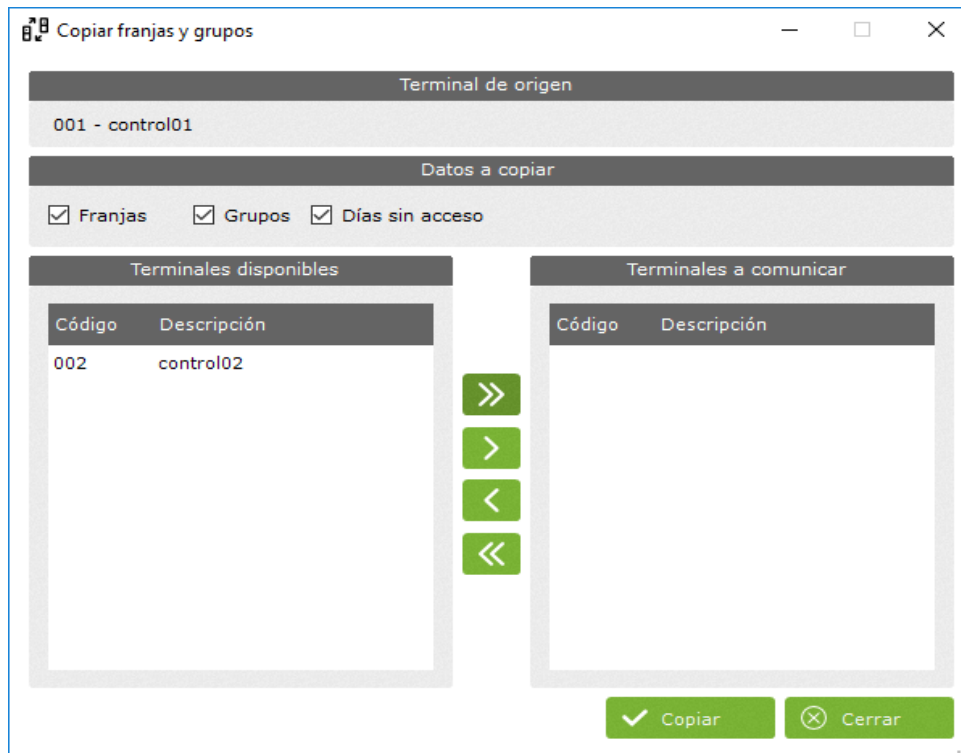 Copiar franjas y grupos
Terminal de origen
001 - control01
Datos a copiar
Franjas Grupos Días sin acceso
Terminales disponibles
Código Descripción
002 control02
Terminales a comunicar
Código Descripción
Copiar Cerrar